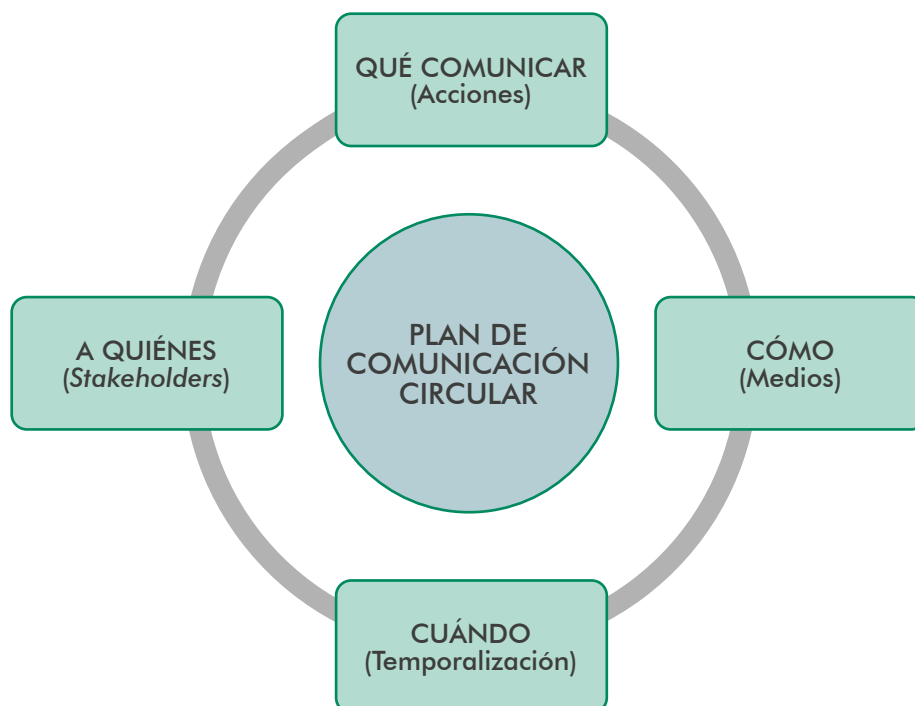 QUÉ COMUNICAR
(Acciones)
A QUIÉNES
(Stakeholders)
PLAN DE
COMUNICACIÓN
CIRCULAR
CÓMO
(Medios)
CUÁNDO
(Temporalización)